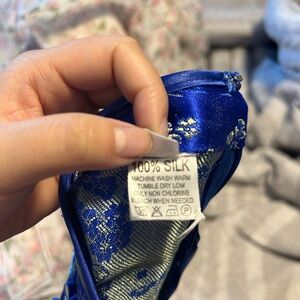 100% SILK
MACHINE WASH WARM
TUMBLE DRY LOW
ONLY NON CHLORINE
BLEACH WHEN NEEDED